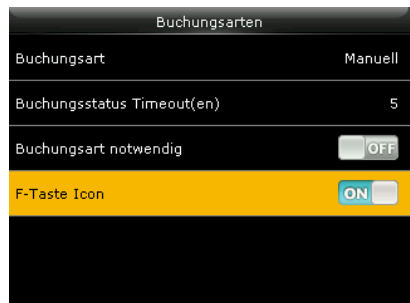 Buchungsarten
Buchungsart Manuell
Buchungsstatus Timeout(en) 5
Buchungsart notwendig OFF
F-Taste Icon ON